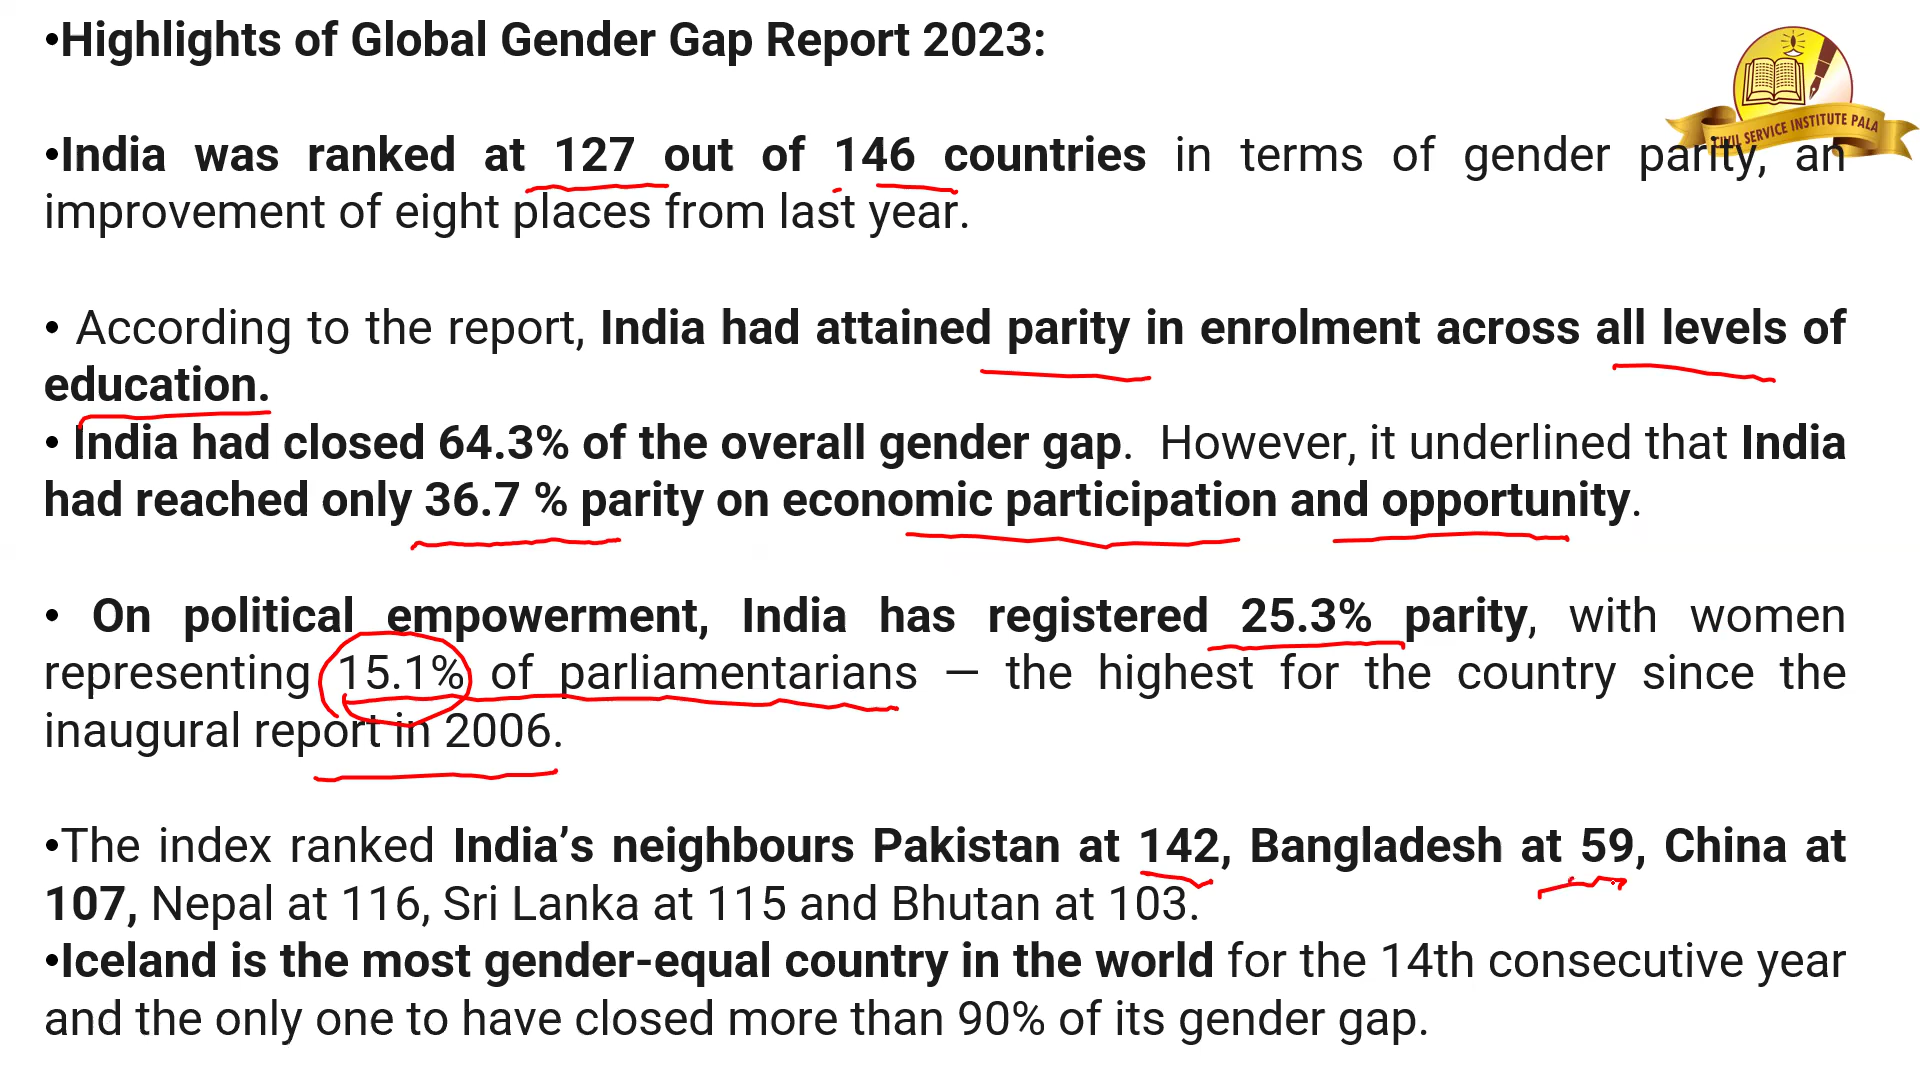 •Highlights of Global Gender Gap Report 2023:
CIVIL SERVICE INSTITUTE PALA
•India was ranked at 127 out of 146 countries in terms of gender parity, an
improvement of eight places from last year.
• According to the report, India had attained parity in enrolment across all levels of
education.
• India had closed 64.3% of the overall gender gap. However, it underlined that India
had reached only 36.7 % parity on economic participation and opportunity.
• On political empowerment, India has registered 25.3% parity, with women
representing 15.1% of parliamentarians — the highest for the country since the
inaugural report in 2006.
•The index ranked India’s neighbours Pakistan at 142, Bangladesh at 59, China at
107, Nepal at 116, Sri Lanka at 115 and Bhutan at 103.
•Iceland is the most gender-equal country in the world for the 14th consecutive year
and the only one to have closed more than 90% of its gender gap.